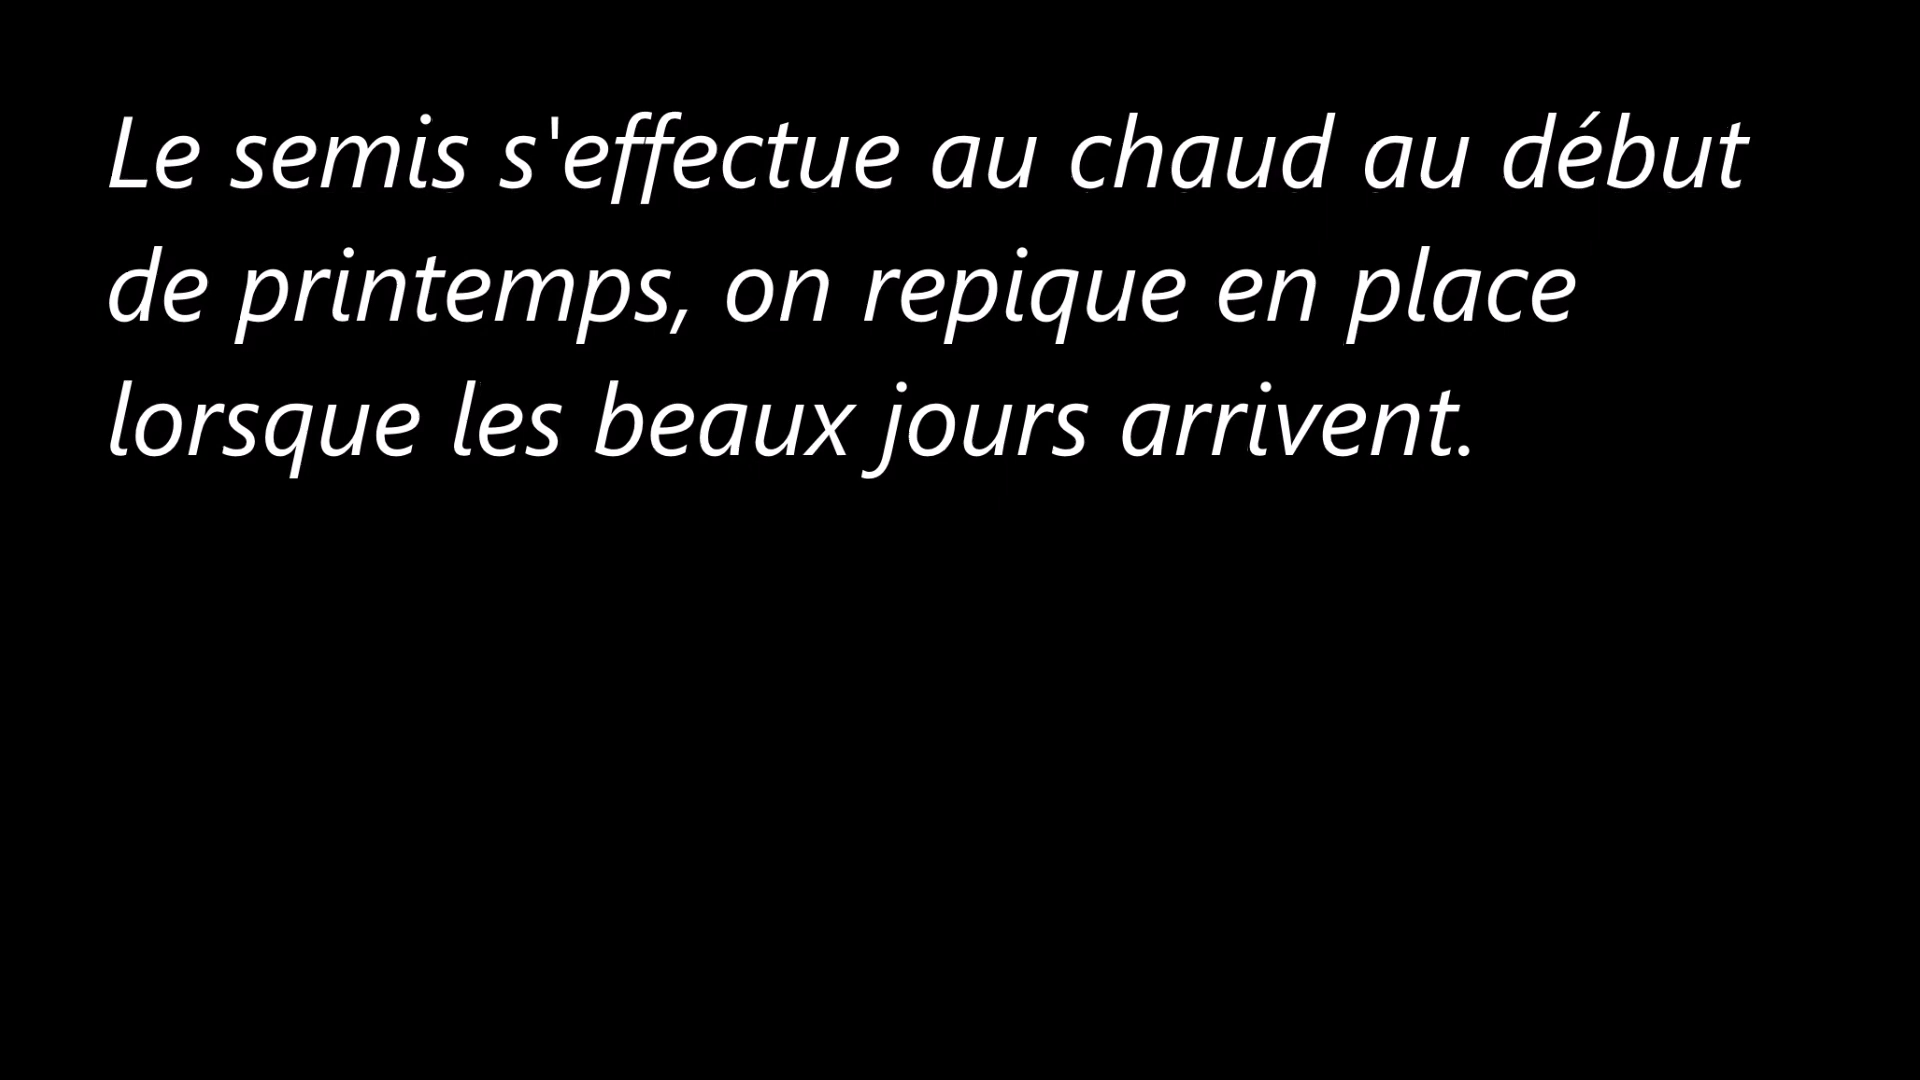 Le semis s'effectue au chaud au début
de printemps, on repique en place
lorsque les beaux jours arrivent.